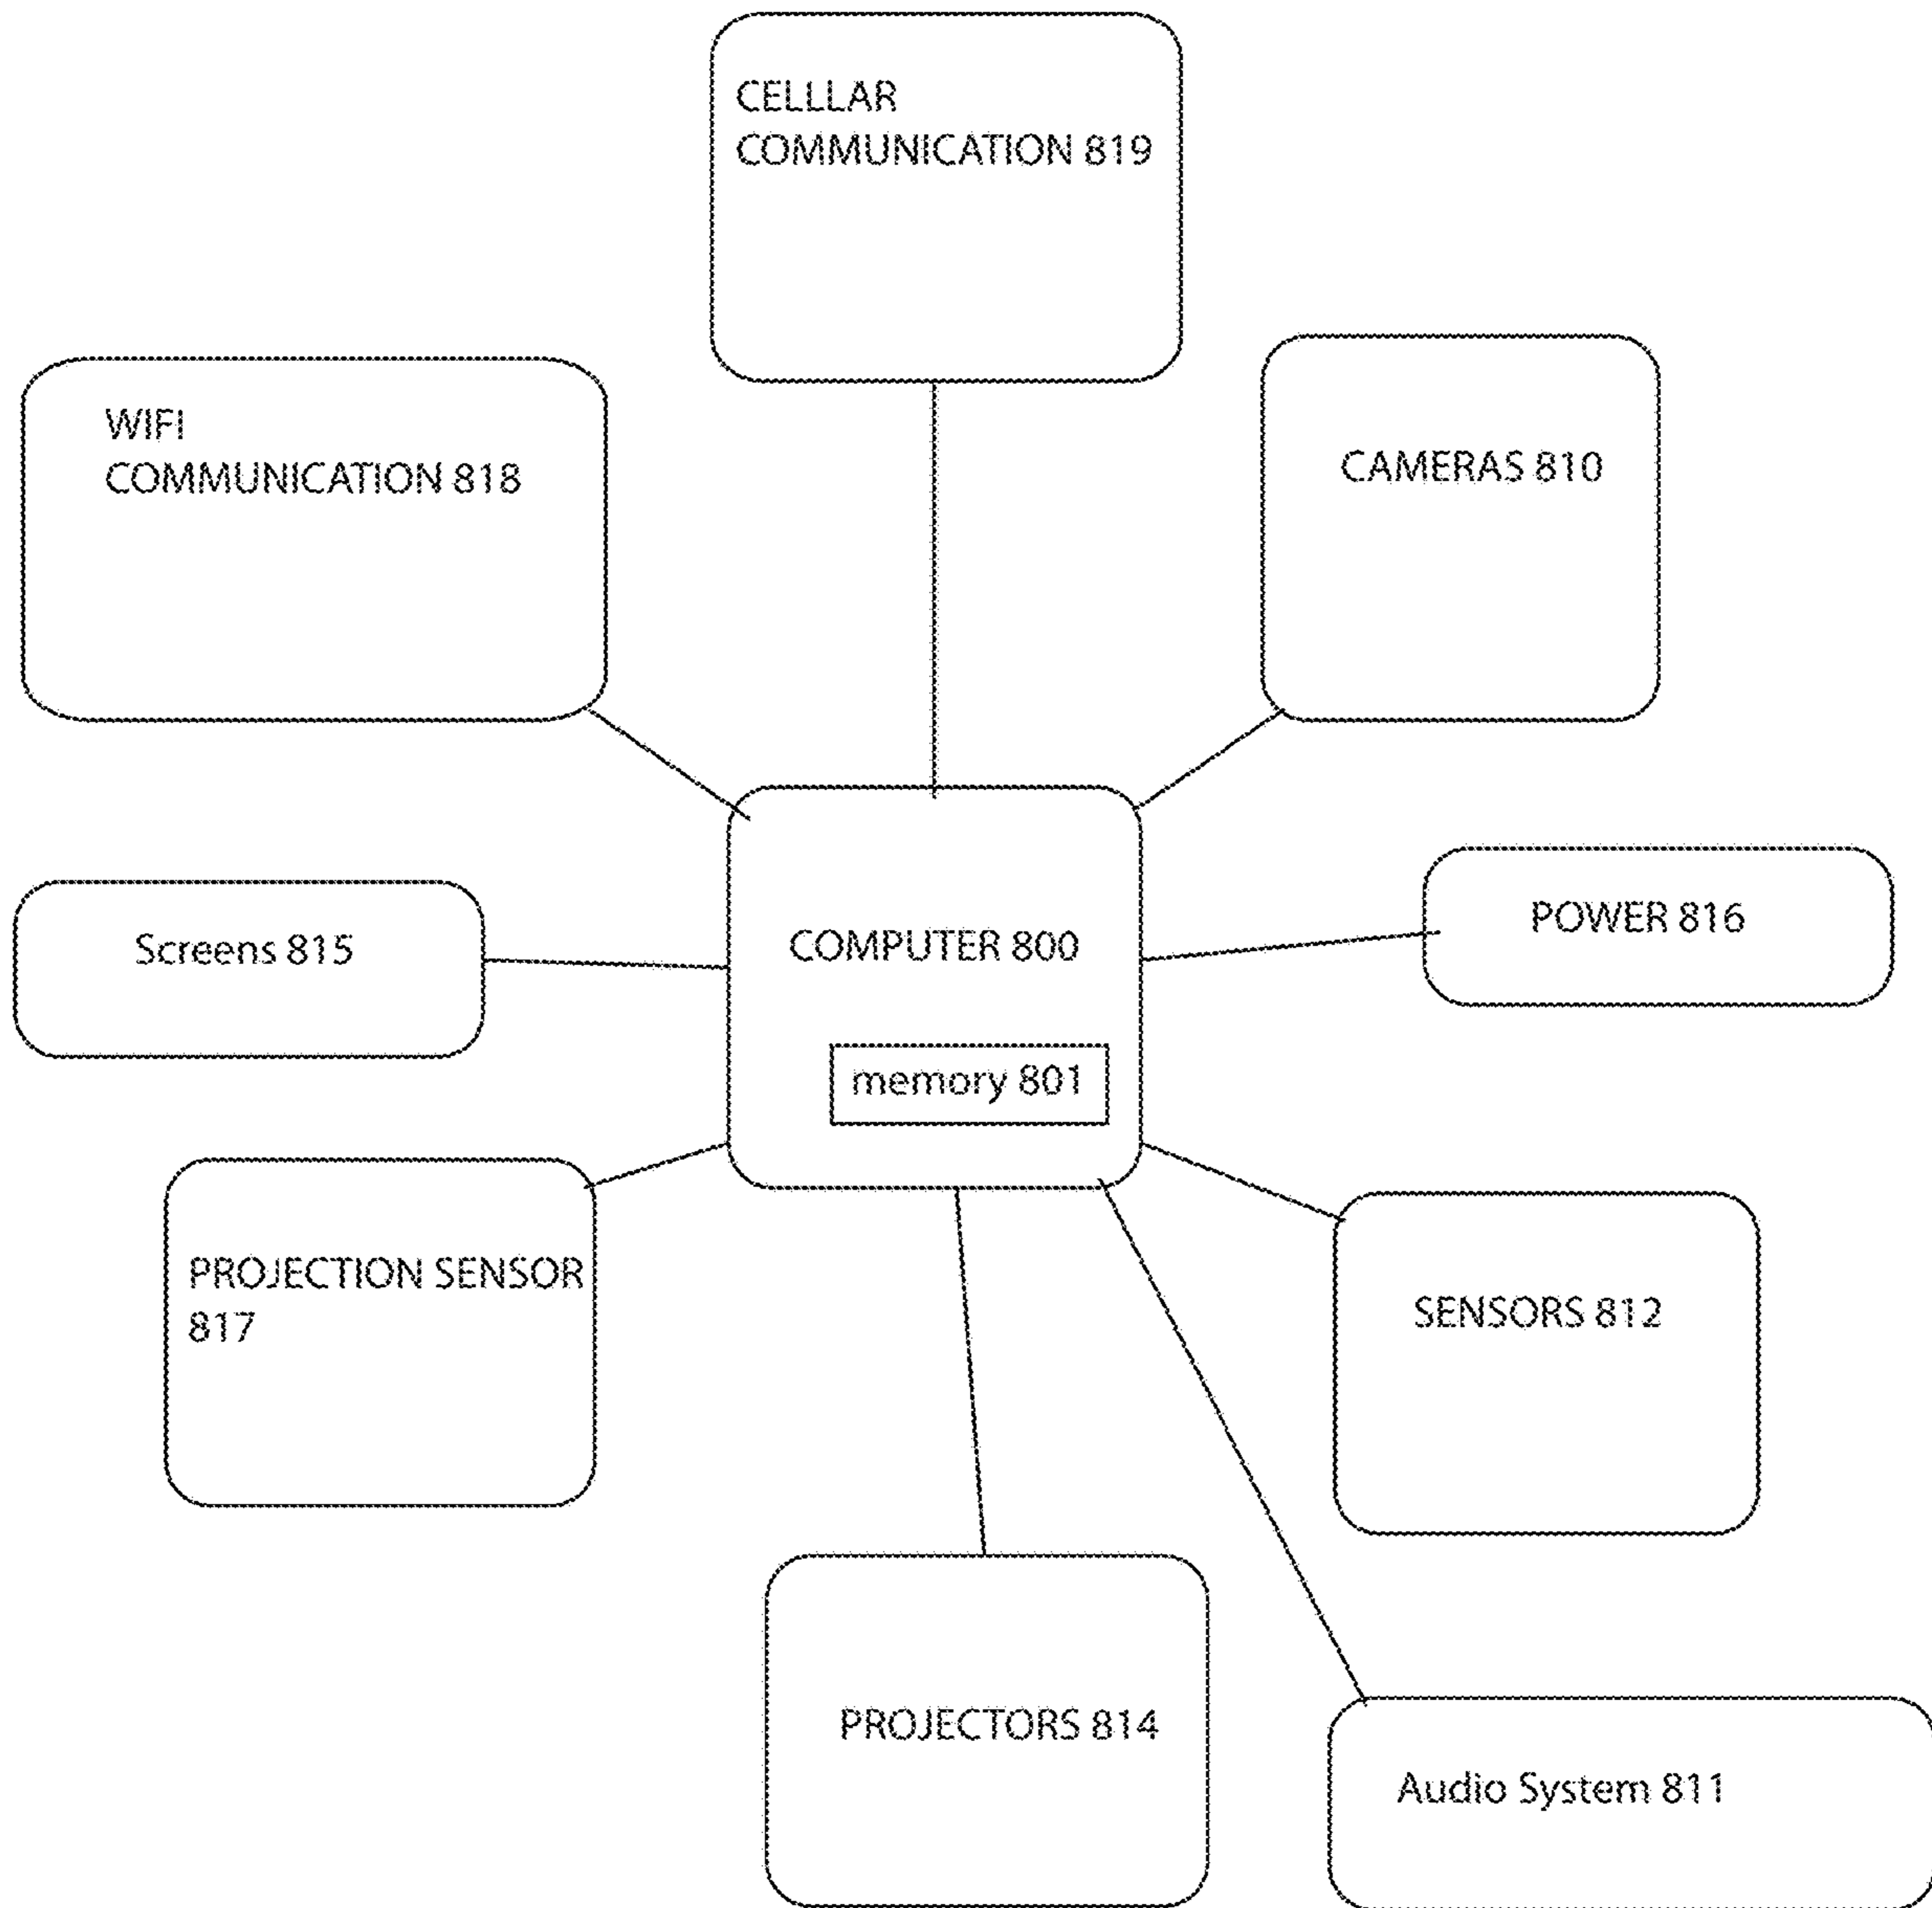 CELLLAR
COMMUNICATION 819
WIFI
COMMUNICATION 818
CAMERAS 810
Screens 815
COMPUTER 800
POWER 816
memory 801
PROJECTION SENSOR
817
SENSORS 812
PROJECTORS 814
Audio System 811